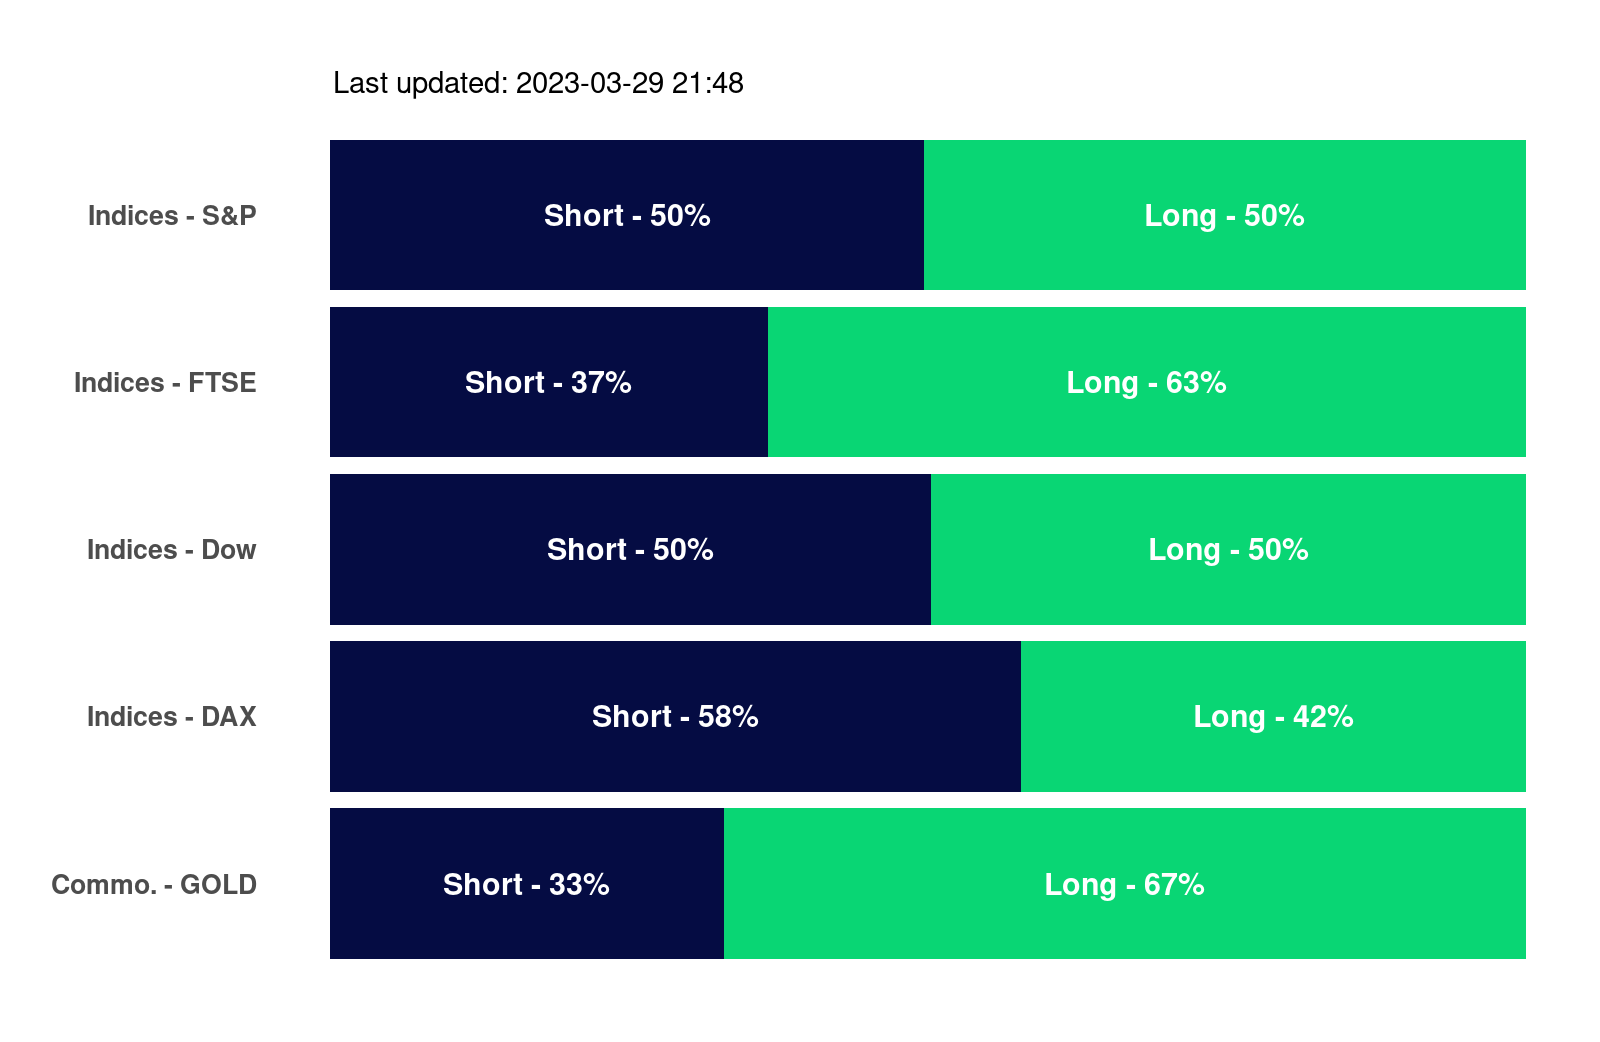 Last updated: 2023-03-29 21:48
Indices - S&P Short - 50% Long - 50%
Indices - FTSE Short - 37% Long - 63%
Indices - Dow Short - 50% Long - 50%
Indices - DAX Short - 58% Long - 42%
Commo. - GOLD Short - 33% Long - 67%